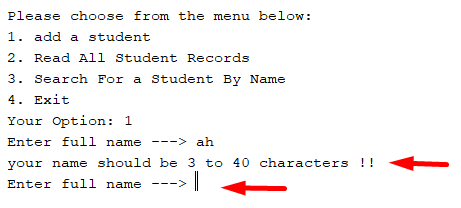 Please choose from the menu below:
1. add a student
2. Read All Student Records
3. Search For a Student By Name
4. Exit
Your Option: 1
Enter full name ---> ah
your name should be 3 to 40 characters !!
Enter full name --->